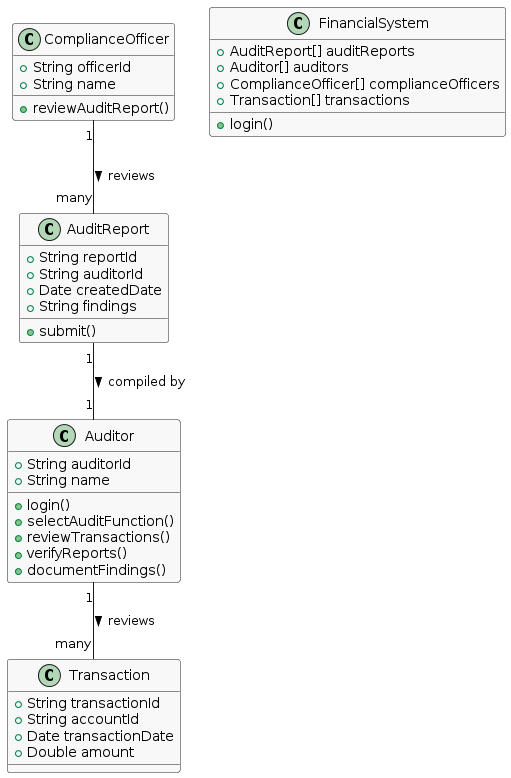 C ComplianceOfficer
String officerId
String name
reviewAuditReport()
C FinancialSystem
AuditReport[] auditReports
Auditor[] auditors
ComplianceOfficer[] complianceOfficers
Transaction[] transactions
login()
1
reviews
many
C AuditReport
String reportId
String auditorId
Date createdDate
String findings
submit()
1
compiled by
1
C Auditor
String auditorId
String name
login()
selectAuditFunction()
reviewTransactions()
verifyReports()
documentFindings()
1
reviews
many
C Transaction
String transactionId
String accountId
Date transactionDate
Double amount